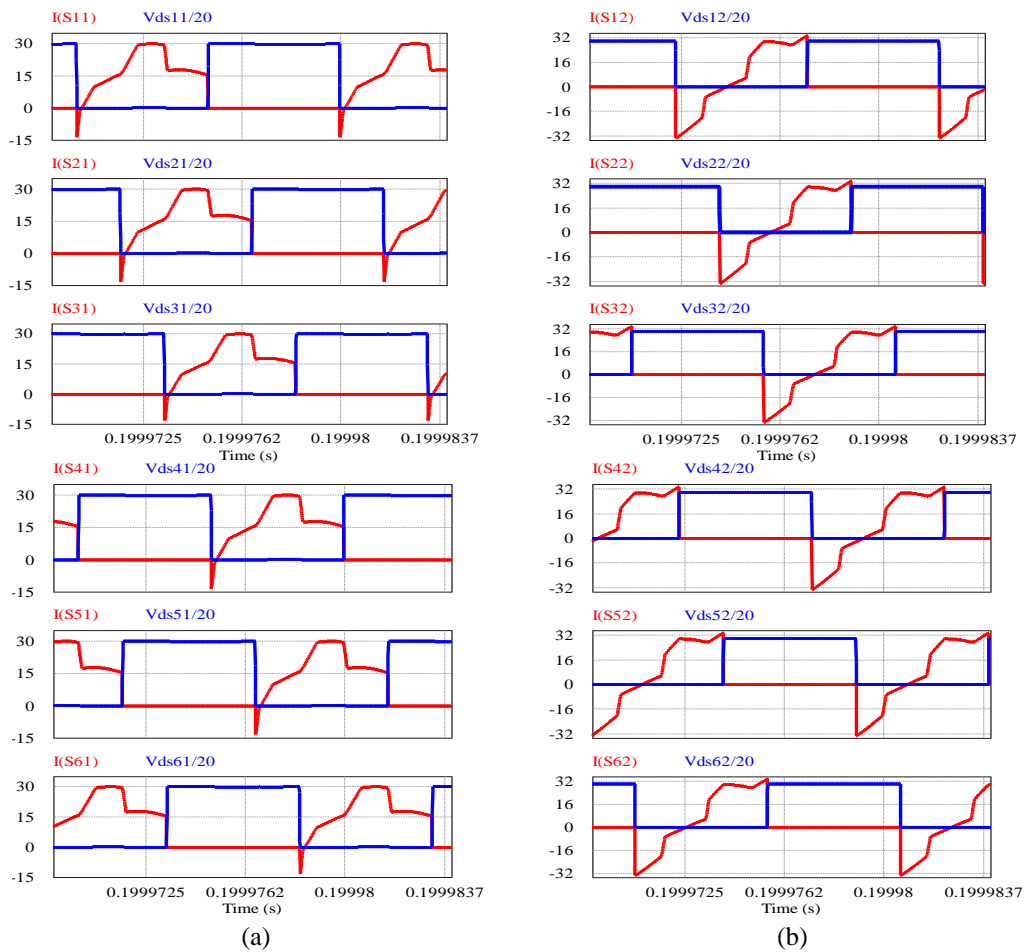 I(S11) Vds11/20
30
15
0
-15
I(S21) Vds21/20
30
15
0
-15
I(S31) Vds31/20
30
15
0
-15
0.1999725 0.1999762 0.19998 0.1999837
Time (s)
I(S41) Vds41/20
30
15
0
-15
I(S51) Vds51/20
30
15
0
-15
I(S61) Vds61/20
30
15
0
-15
0.1999725 0.1999762 0.19998 0.1999837
Time (s)
(a)
I(S12) Vds12/20
32
16
0
-16
-32
I(S22) Vds22/20
32
16
0
-16
-32
I(S32) Vds32/20
32
16
0
-16
-32
0.1999725 0.1999762 0.19998 0.1999837
Time (s)
I(S42) Vds42/20
32
16
0
-16
-32
I(S52) Vds52/20
32
16
0
-16
-32
I(S62) Vds62/20
32
16
0
-16
-32
0.1999725 0.1999762 0.19998 0.1999837
Time (s)
(b)